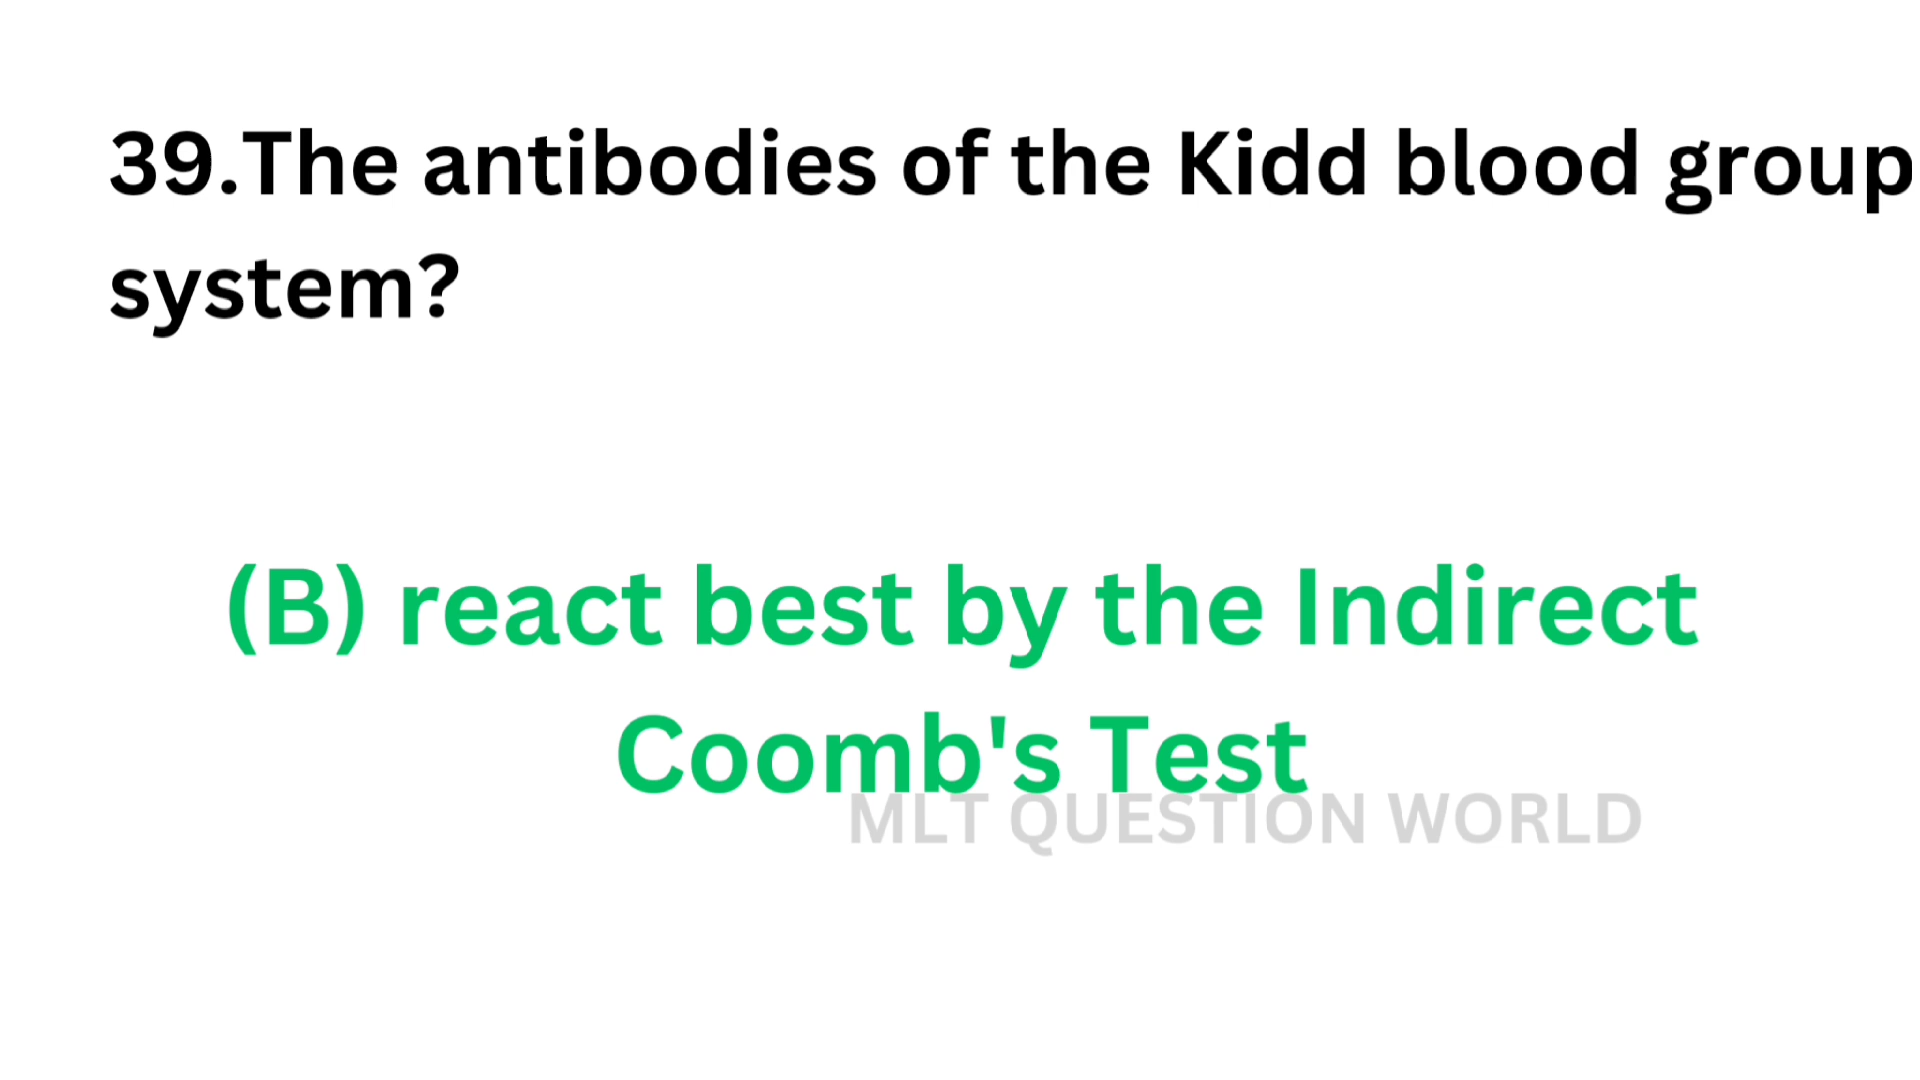 39.The antibodies of the Kidd blood group
system?
(B) react best by the Indirect
Coomb's Test
MLT QUESTION WORLD